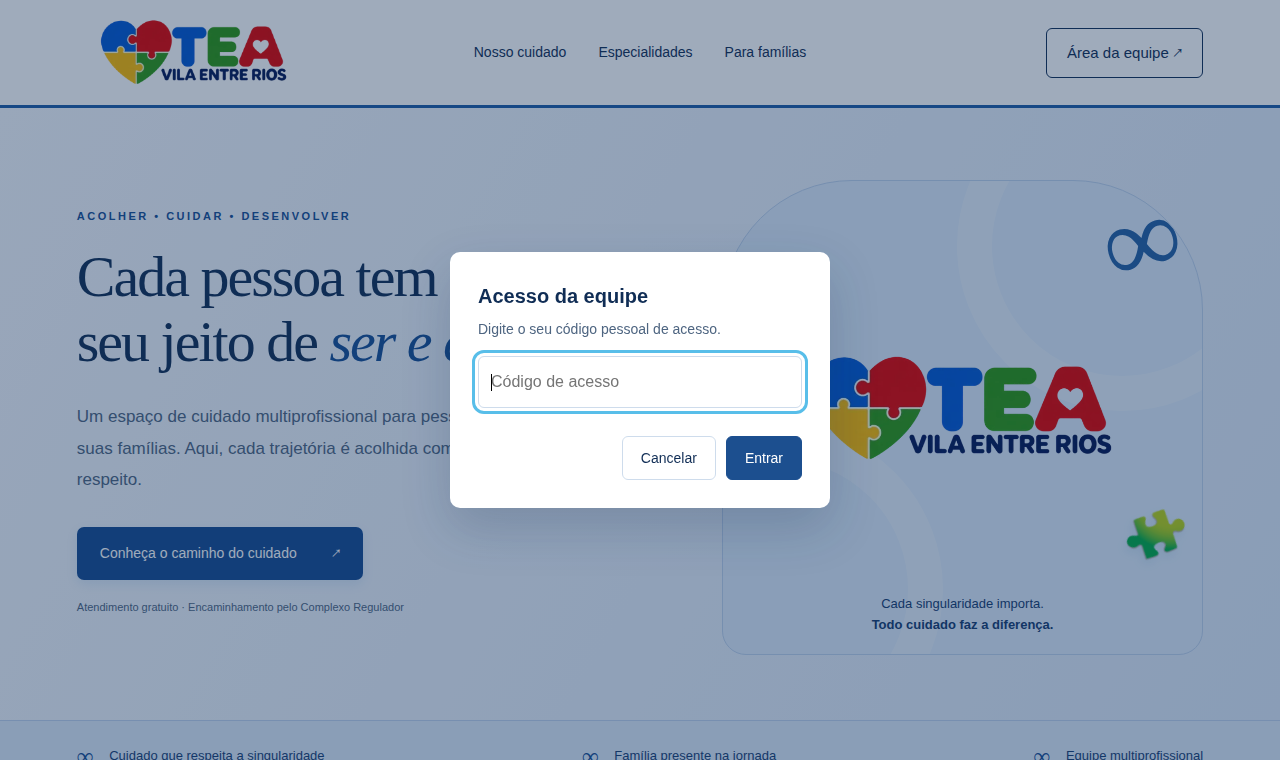 TEA
VILA ENTRE RIOS
Nosso cuidado
Especialidades
Para famílias
Área da equipe ↗
ACOLHER • CUIDAR • DESENVOLVER
Cada pessoa tem
seu jeito de ser e
Um espaço de cuidado multiprofissional para
suas famílias. Aqui, cada trajetória é acolhida
respeito.
Conheça o caminho do cuidado ↗
Atendimento gratuito · Encaminhamento pelo Complexo Regulador
Acesso da equipe
Digite o seu código pessoal de acesso.
Código de acesso
Cancelar
Entrar
TEA
VILA ENTRE RIOS
Cada singularidade importa.
Todo cuidado faz a diferença.
Cuidado que respeita a singularidade
Família presente na jornada
Equipe multiprofissional